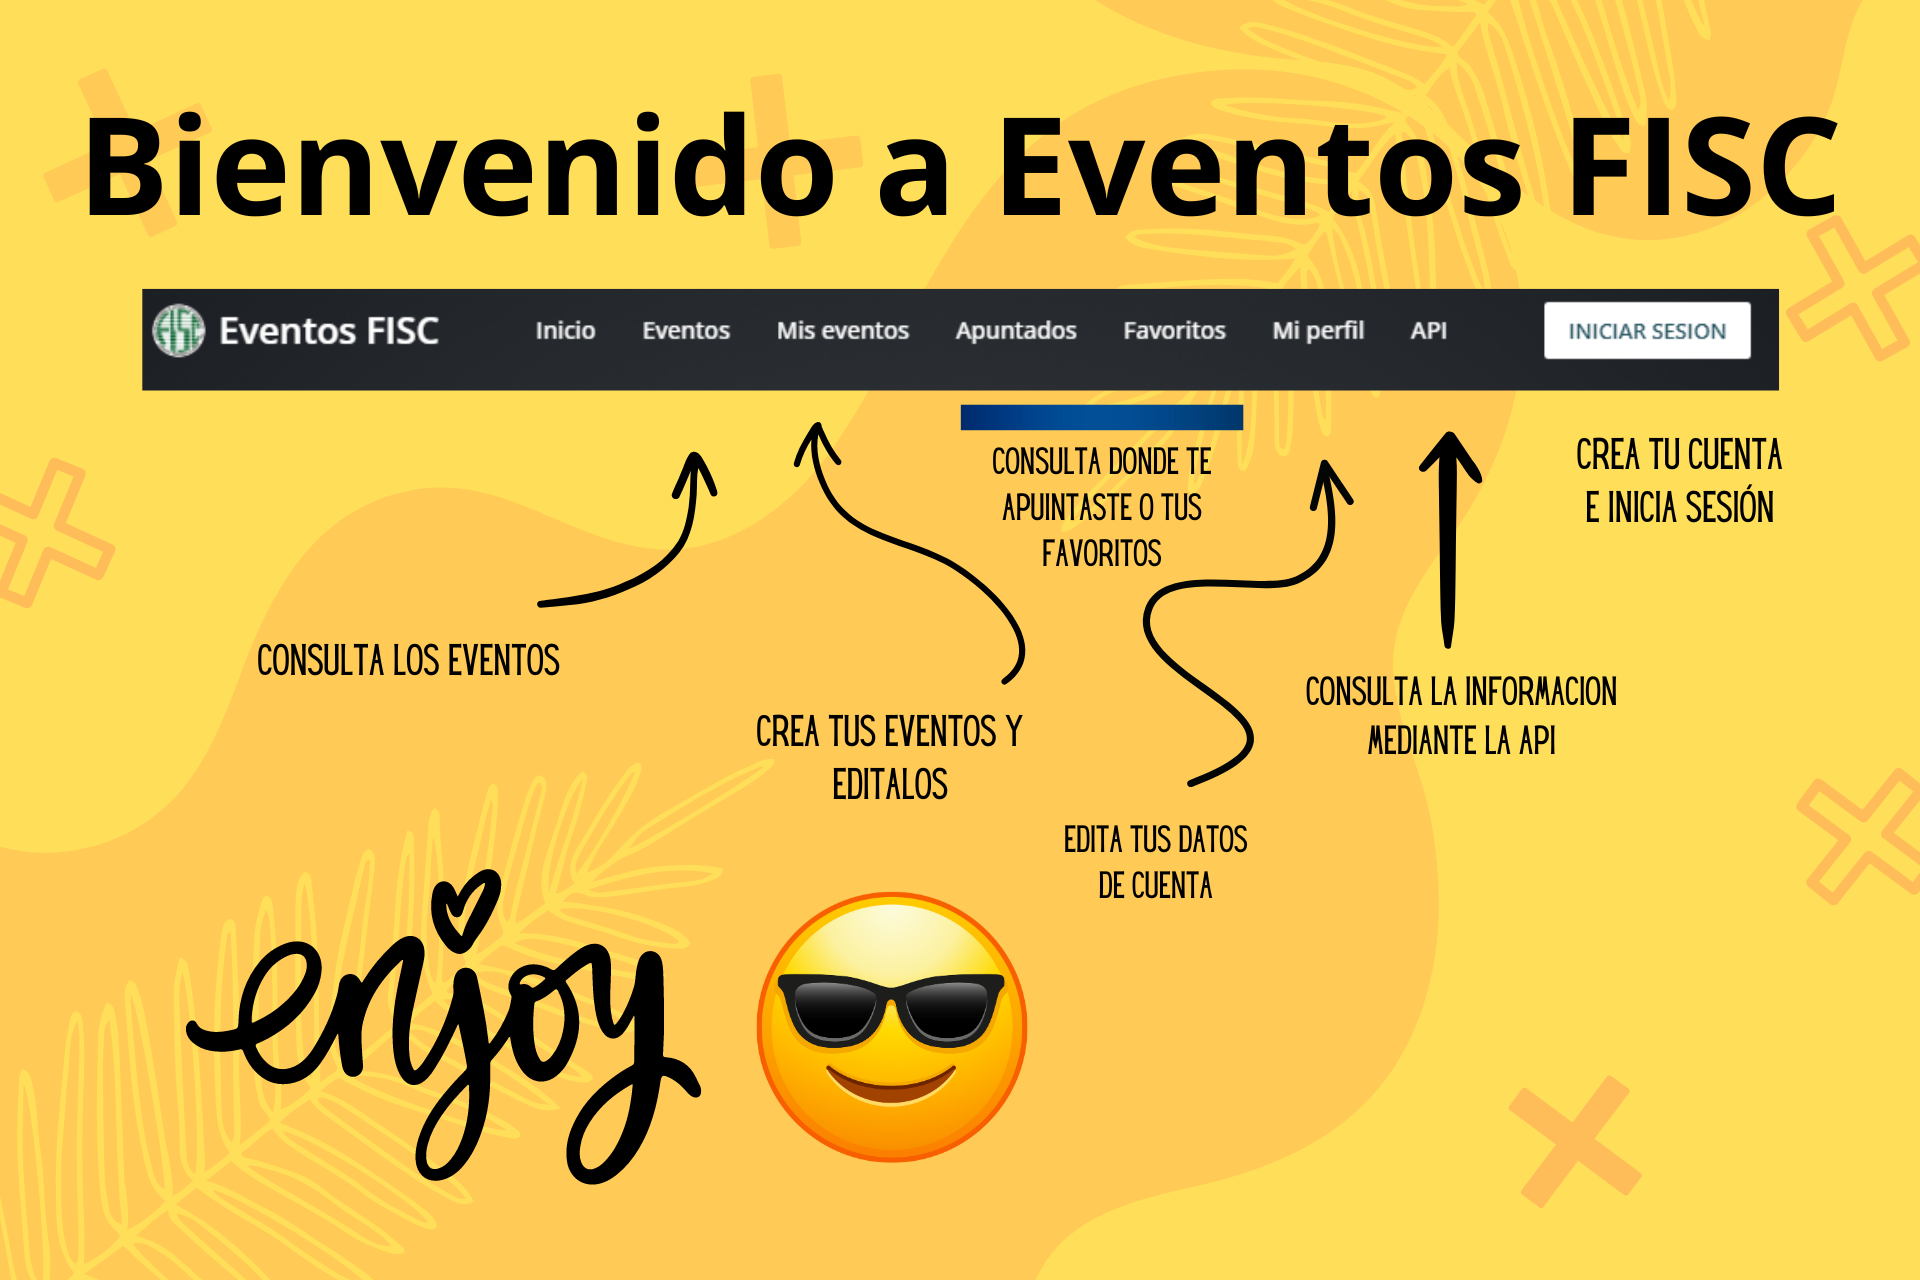 Bienvenido a Eventos FISC
FISC Eventos FISC Inicio Eventos Mis eventos Apuntados Favoritos Mi perfil API INICIAR SESION
CONSULTA DONDE TE
APUINTASTE O TUS
FAVORITOS
CREA TU CUENTA
E INICIA SESIÓN
CONSULTA LOS EVENTOS
CREA TUS EVENTOS Y
EDITALOS
CONSULTA LA INFORMACION
MEDIANTE LA API
EDITA TUS DATOS
DE CUENTA
enjoy